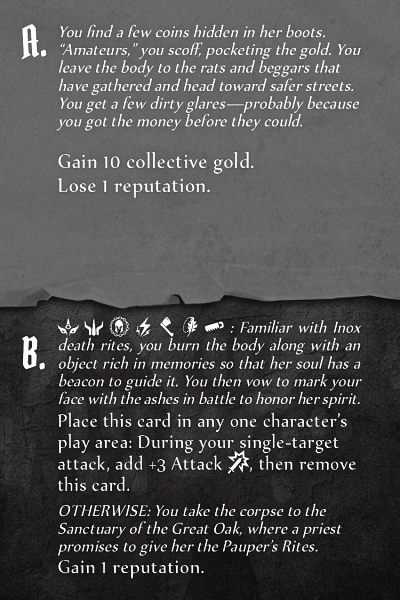 A.
You find a few coins hidden in her boots.
“Amateurs,” you scoff, pocketing the gold. You
leave the body to the rats and beggars that
have gathered and head toward safer streets.
You get a few dirty glares—probably because
you got the money before they could.
Gain 10 collective gold.
Lose 1 reputation.
B.
: Familiar with Inox
death rites, you burn the body along with an
object rich in memories so that her soul has a
beacon to guide it. You then vow to mark your
face with the ashes in battle to honor her spirit.
Place this card in any one character’s
play area: During your single-target
attack, add +3 Attack , then remove
this card.
OTHERWISE: You take the corpse to the
Sanctuary of the Great Oak, where a priest
promises to give her the Pauper’s Rites.
Gain 1 reputation.